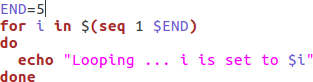 END=5
for i in $(seq 1 $END)
do
  echo "Looping ... i is set to $i"
done